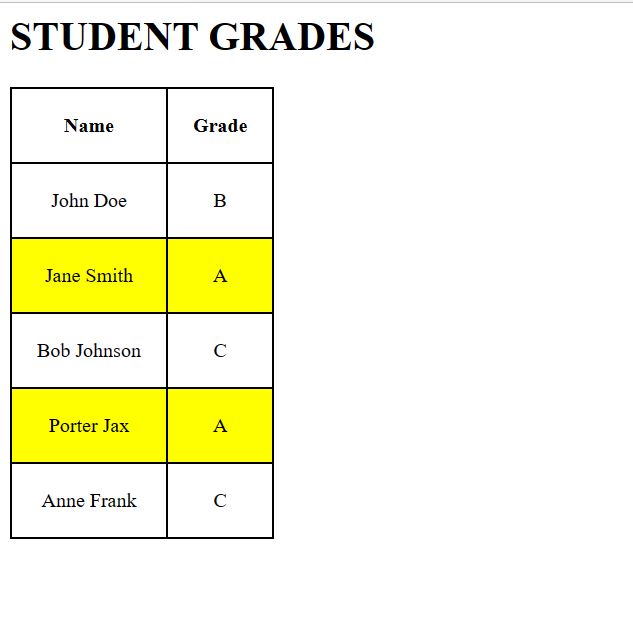 STUDENT GRADES
Name Grade
John Doe B
Jane Smith A
Bob Johnson C
Porter Jax A
Anne Frank C